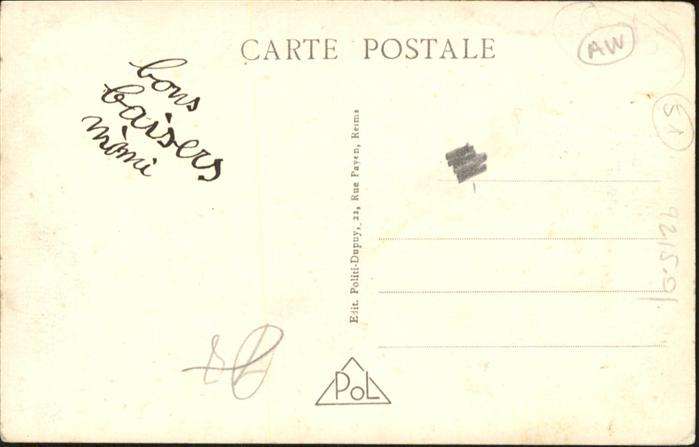 CARTE POSTALE
bons
baisers
mimi
Edit. Politi-Dupuy, 22, Rue Payen, Reims
AW
PoL